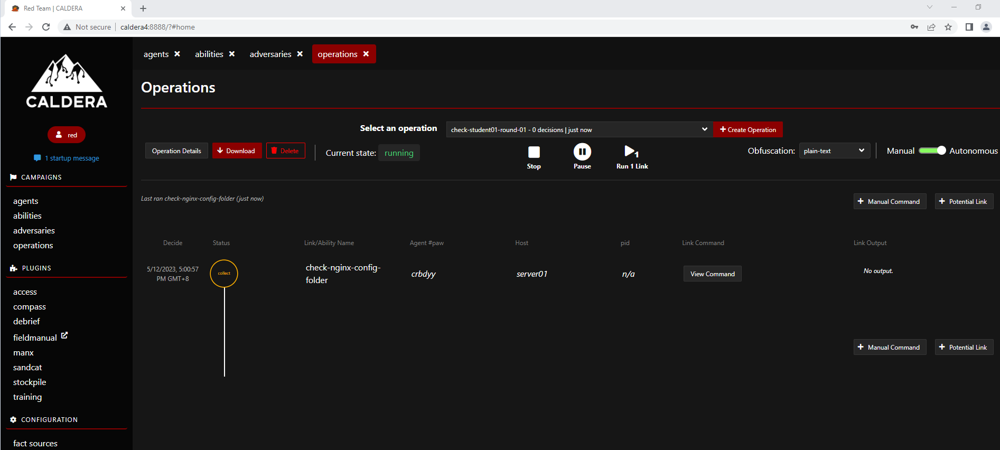 Red Team | CALDERA
Not secure
caldera4:8888/?#home
CALDERA
red
1 startup message
CAMPAIGNS
agents
abilities
adversaries
operations
PLUGINS
access
compass
debrief
fieldmanual
manx
sandcat
stockpile
training
CONFIGURATION
fact sources
agents
abilities
adversaries
operations
Operations
Select an operation
check-student01-round-01 - 0 decisions | just now
Create Operation
Operation Details
Download
Delete
Current state: running
Stop
Pause
1
Run 1 Link
Obfuscation: plain-text
Manual
Autonomous
Last ran check-nginx-config-folder (just now)
Manual Command
Potential Link
Decide Status Link/Ability Name Agent #paw Host pid Link Command Link Output
5/12/2023, 5:00:57
PM GMT+8
collect
check-nginx-config-
folder
crbdyy
server01
n/a
View Command
No output.
Manual Command
Potential Link